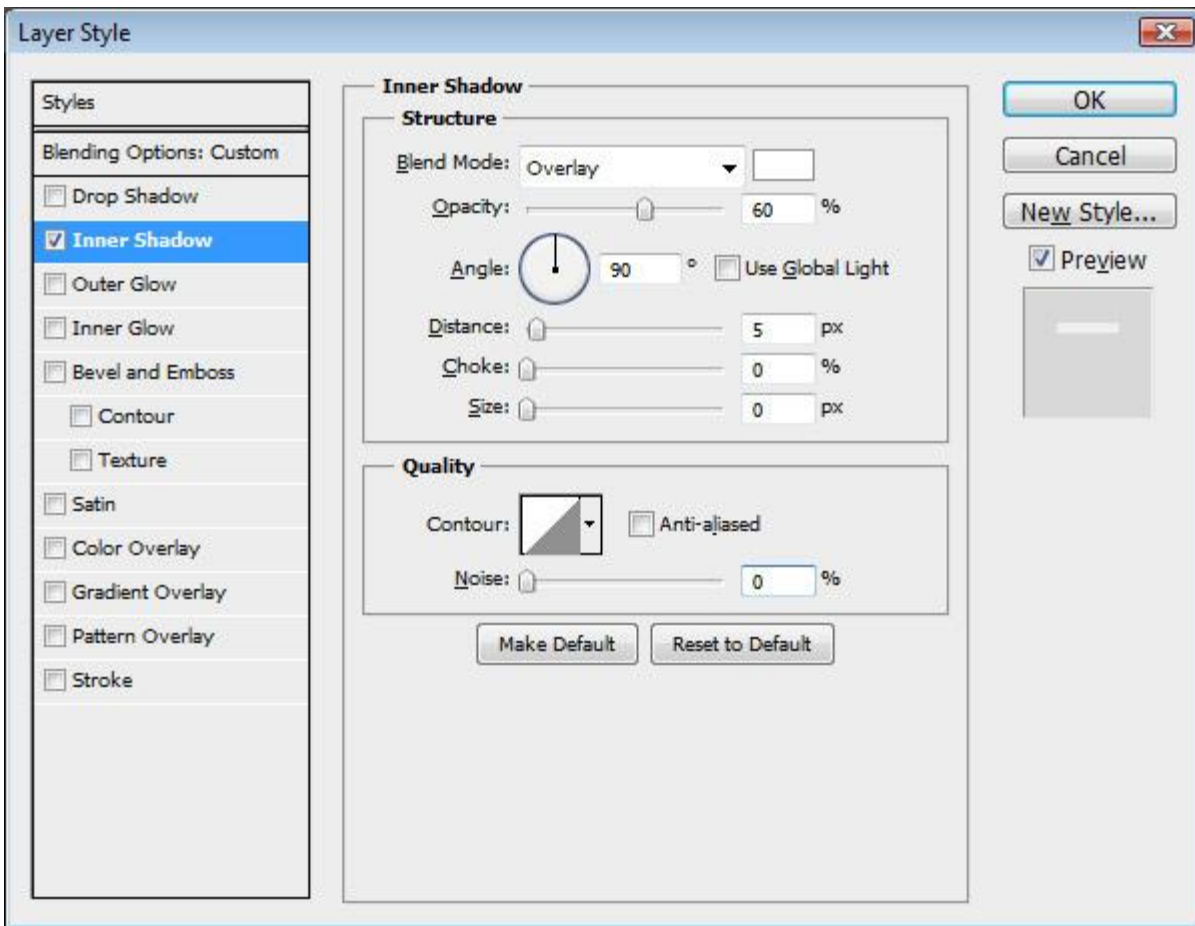 Layer Style
Styles
Blending Options: Custom
Drop Shadow
Inner Shadow
Outer Glow
Inner Glow
Bevel and Emboss
Contour
Texture
Satin
Color Overlay
Gradient Overlay
Pattern Overlay
Stroke
Inner Shadow
Structure
Blend Mode: Overlay
Opacity: 60 %
Angle: 90 ° Use Global Light
Distance: 5 px
Choke: 0 %
Size: 0 px
Quality
Contour: Anti-aliased
Noise: 0 %
Make Default Reset to Default
OK
Cancel
New Style...
Preview